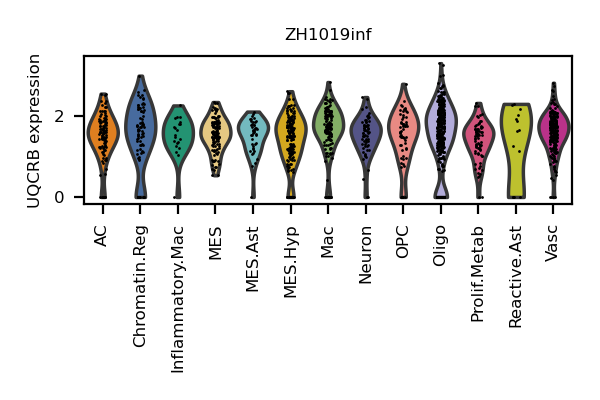 ZH1019inf
UQCRB expression
2
0
AC
Chromatin.Reg
Inflammatory.Mac
MES
MES.Ast
MES.Hyp
Mac
Neuron
OPC
Oligo
Prolif.Metab
Reactive.Ast
Vasc